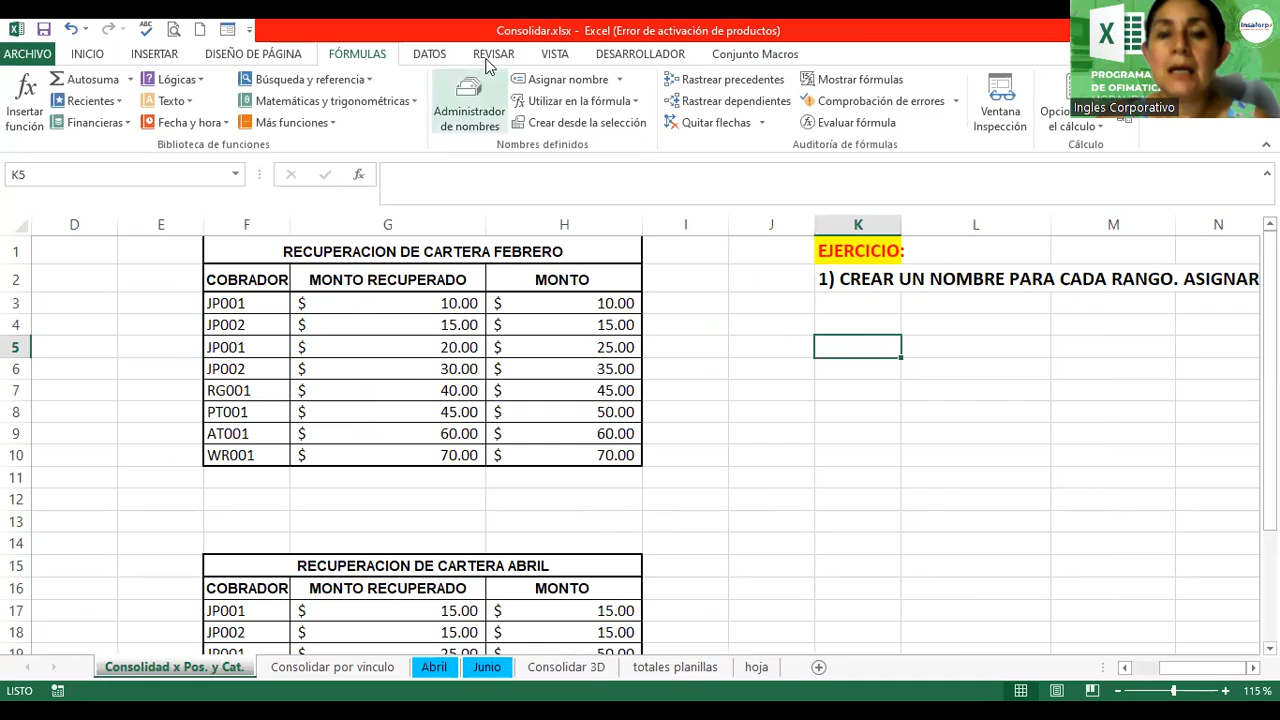 Consolidar.xlsx - Excel (Error de activación de productos)
ARCHIVO INICIO INSERTAR DISEÑO DE PÁGINA FÓRMULAS DATOS REVISAR VISTA DESARROLLADOR Conjunto Macros
PROGRAMA
DE OFIMATICA
Ingles Corporativo
Insaforp
Insertar función
Autosuma Lógicas Búsqueda y referencia
Recientes Texto Matemáticas y trigonométricas
Financieras Fecha y hora Más funciones
Biblioteca de funciones
Administrador de nombres
Asignar nombre
Utilizar en la fórmula
Crear desde la selección
Nombres definidos
Rastrear precedentes Mostrar fórmulas
Rastrear dependientes Comprobación de errores
Quitar flechas Evaluar fórmula
Auditoría de fórmulas
Ventana Inspección
el cálculo
Cálculo
K5 fx
D E F G H I J K L M N
1 RECUPERACION DE CARTERA FEBRERO EJERCICIO:
2 COBRADOR MONTO RECUPERADO MONTO 1) CREAR UN NOMBRE PARA CADA RANGO. ASIGNAR
3 JP001 $ 10.00 $ 10.00
4 JP002 $ 15.00 $ 15.00
5 JP001 $ 20.00 $ 25.00
6 JP002 $ 30.00 $ 35.00
7 RG001 $ 40.00 $ 45.00
8 PT001 $ 45.00 $ 50.00
9 AT001 $ 60.00 $ 60.00
10 WR001 $ 70.00 $ 70.00
11
12
13
14
15 RECUPERACION DE CARTERA ABRIL
16 COBRADOR MONTO RECUPERADO MONTO
17 JP001 $ 15.00 $ 15.00
18 JP002 $ 15.00 $ 15.00
19 JP001 $ 25.00 $ 50.00
Consolidad x Pos. y Cat. Consolidar por vinculo Abril Junio Consolidar 3D totales planillas hoja
LISTO 115 %